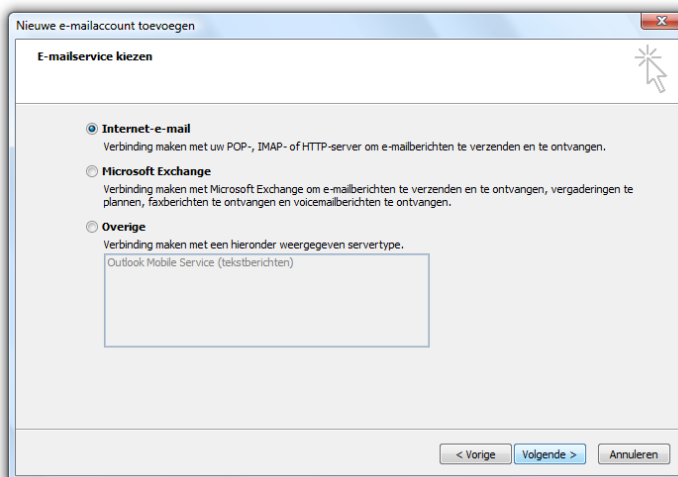 Nieuwe e-mailaccount toevoegen
E-mailservice kiezen
Internet-e-mail
Verbinding maken met uw POP-, IMAP- of HTTP-server om e-mailberichten te verzenden en te ontvangen.
Microsoft Exchange
Verbinding maken met Microsoft Exchange om e-mailberichten te verzenden en te ontvangen, vergaderingen te
plannen, faxberichten te ontvangen en voicemailberichten te ontvangen.
Overige
Verbinding maken met een hieronder weergegeven servertype.
Outlook Mobile Service (tekstberichten)
< Vorige
Volgende >
Annuleren